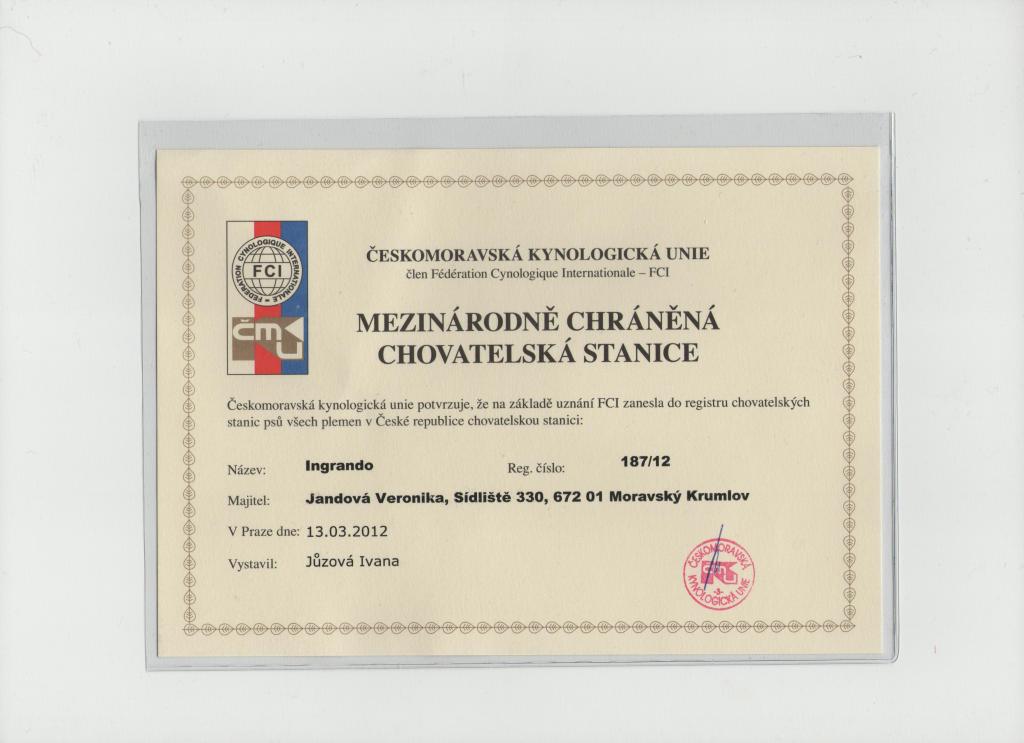 FEDERATION CYNOLOGIQUE INTERNATIONALE
FCI
čmku
ČESKOMORAVSKÁ KYNOLOGICKÁ UNIE
člen Fédération Cynologique Internationale – FCI
MEZINÁRODNĚ CHRÁNĚNÁ
CHOVATELSKÁ STANICE
Českomoravská kynologická unie potvrzuje, že na základě uznání FCI zanesla do registru chovatelských
stanic psů všech plemen v České republice chovatelskou stanici:
Název: Ingrando Reg. číslo: 187/12
Majitel: Jandová Veronika, Sídliště 330, 672 01 Moravský Krumlov
V Praze dne: 13.03.2012
Vystavil: Jůzová Ivana
ČESKOMORAVSKÁ
KYNOLOGICKÁ UNIE
-3-